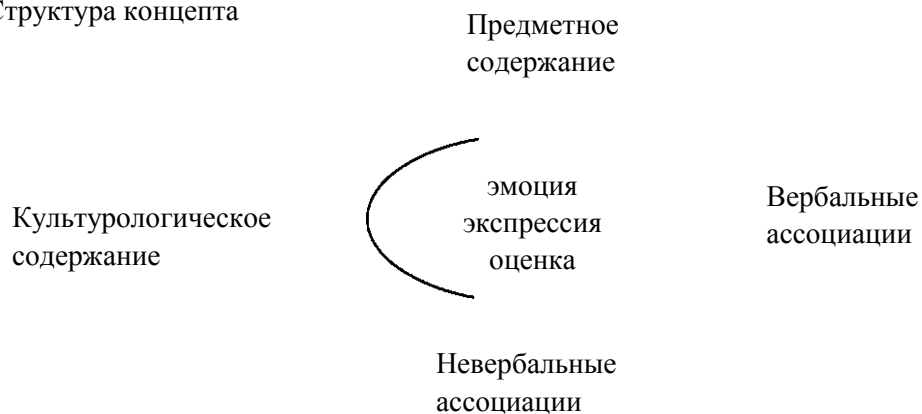 Структура концепта
Предметное
содержание
эмоция
экспрессия
оценка
Культурологическое
содержание
Вербальные
ассоциации
Невербальные
ассоциации